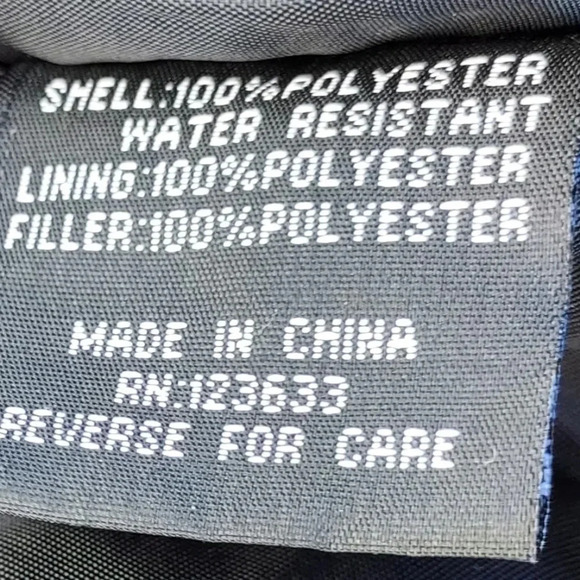 SHELL:100%POLYESTER
WATER RESISTANT
LINING:100%POLYESTER
FILLER:100%POLYESTER
MADE IN CHINA
RN:123633
REVERSE FOR CARE